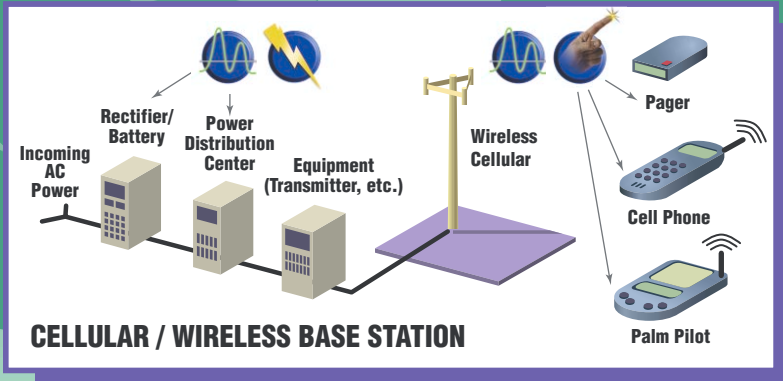 Incoming
AC
Power
Rectifier/
Battery
Power
Distribution
Center
Equipment
(Transmitter, etc.)
Wireless
Cellular
Pager
Cell Phone
Palm Pilot
CELLULAR / WIRELESS BASE STATION